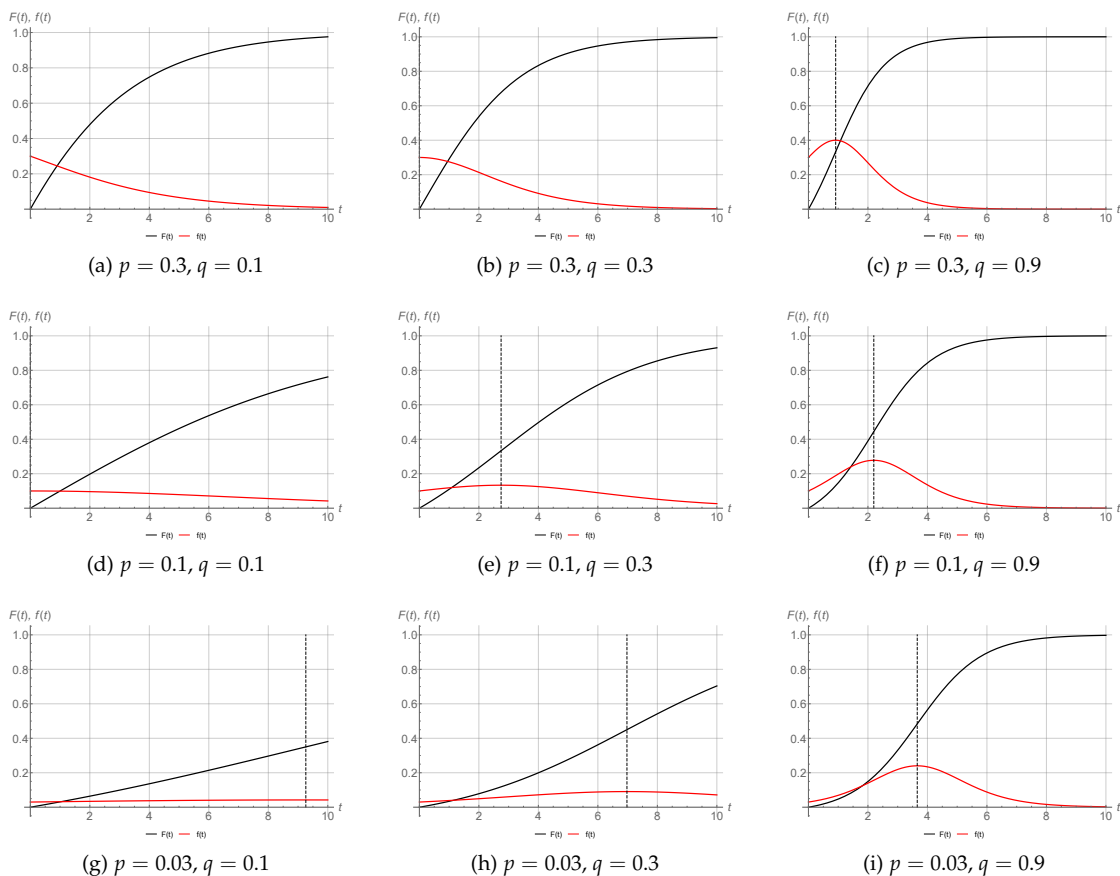 F(t), f(t)
1.0
0.8
0.6
0.4
0.2
2 4 6 8 10 t
F(t) f(t)
(a) p = 0.3, q = 0.1
F(t), f(t)
1.0
0.8
0.6
0.4
0.2
2 4 6 8 10 t
F(t) f(t)
(b) p = 0.3, q = 0.3
F(t), f(t)
1.0
0.8
0.6
0.4
0.2
2 4 6 8 10 t
F(t) f(t)
(c) p = 0.3, q = 0.9
F(t), f(t)
1.0
0.8
0.6
0.4
0.2
2 4 6 8 10 t
F(t) f(t)
(d) p = 0.1, q = 0.1
F(t), f(t)
1.0
0.8
0.6
0.4
0.2
2 4 6 8 10 t
F(t) f(t)
(e) p = 0.1, q = 0.3
F(t), f(t)
1.0
0.8
0.6
0.4
0.2
2 4 6 8 10 t
F(t) f(t)
(f) p = 0.1, q = 0.9
F(t), f(t)
1.0
0.8
0.6
0.4
0.2
2 4 6 8 10 t
F(t) f(t)
(g) p = 0.03, q = 0.1
F(t), f(t)
1.0
0.8
0.6
0.4
0.2
2 4 6 8 10 t
F(t) f(t)
(h) p = 0.03, q = 0.3
F(t), f(t)
1.0
0.8
0.6
0.4
0.2
2 4 6 8 10 t
F(t) f(t)
(i) p = 0.03, q = 0.9